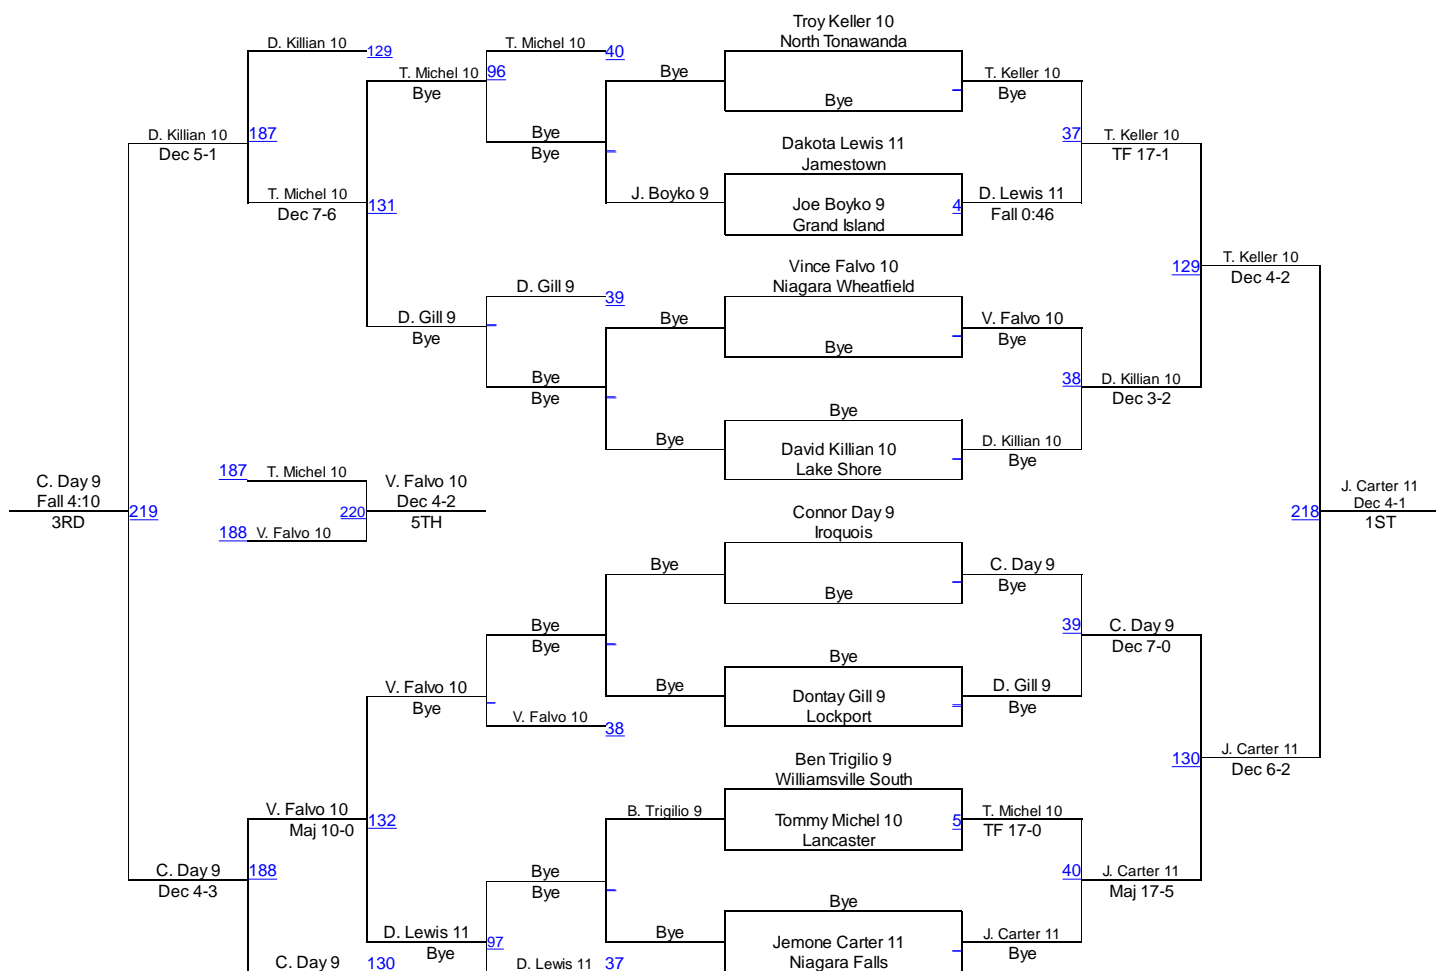 Troy Keller 10
D. Killian 10
129
T. Michel 10
40
North Tonawanda
T. Michel 10
96
Bye
T. Keller 10
Bye
Bye
Bye
D. Killian 10
187
Bye
Dakota Lewis 11
37
T. Keller 10
Dec 5-1
Bye
Jamestown
TF 17-1
T. Michel 10
131
J. Boyko 9
Joe Boyko 9
4
D. Lewis 11
Dec 7-6
Grand Island
Fall 0:46
Vince Falvo 10
129
T. Keller 10
D. Gill 9
39
Niagara Wheatfield
Dec 4-2
D. Gill 9
Bye
V. Falvo 10
Bye
Bye
Bye
Bye
38
D. Killian 10
Bye
Dec 3-2
Bye
Bye
David Killian 10
D. Killian 10
187
T. Michel 10
Lake Shore
Bye
C. Day 9
V. Falvo 10
J. Carter 11
Fall 4:10
Dec 4-2
Dec 4-1
3RD
219
220
5TH
Connor Day 9
218
1ST
188
V. Falvo 10
Iroquois
Bye
C. Day 9
Bye
Bye
Bye
39
C. Day 9
Bye
Dec 7-0
Bye
V. Falvo 10
Bye
Dontay Gill 9
D. Gill 9
Bye
V. Falvo 10
38
Lockport
Bye
Ben Trigilio 9
130
J. Carter 11
Williamsville South
Dec 6-2
V. Falvo 10
132
B. Trigilio 9
Tommy Michel 10
5
T. Michel 10
Maj 10-0
Lancaster
TF 17-0
C. Day 9
188
Bye
40
J. Carter 11
Dec 4-3
Bye
Maj 17-5
Bye
D. Lewis 11
97
Bye
Jemone Carter 11
J. Carter 11
Bye
Niagara Falls
Bye
C. Day 9
130
D. Lewis 11
37